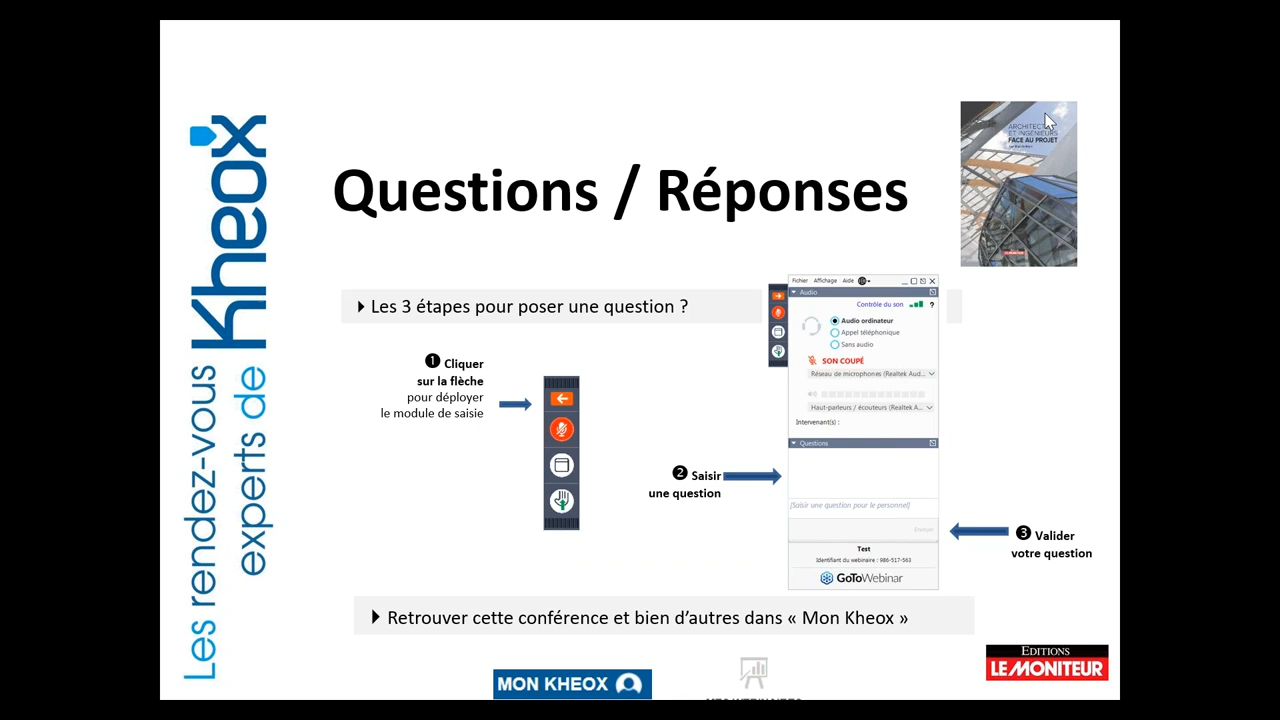 Les rendez-vous
experts de
Kheox
Questions / Réponses
ARCHITECTES
ET INGÉNIEURS
FACE AU PROJET
Les 3 étapes pour poser une question ?
❶ Cliquer
sur la flèche
pour déployer
le module de saisie
Fichier Affichage Aide
Audio
Contrôle du son ?
Audio ordinateur
Appel téléphonique
Sans audio
SON COUPÉ
Réseau de microphones (Realtek Aud...
Haut-parleurs / écouteurs (Realtek A...
Intervenant(s) :
Questions
[Saisir une question pour le personnel]
Envoyer
Test
Identifiant du webinaire : 986-517-563
GoToWebinar
❷ Saisir
une question
❸ Valider
votre question
Retrouver cette conférence et bien d’autres dans « Mon Kheox »
MON KHEOX
EDITIONS
LE MONITEUR